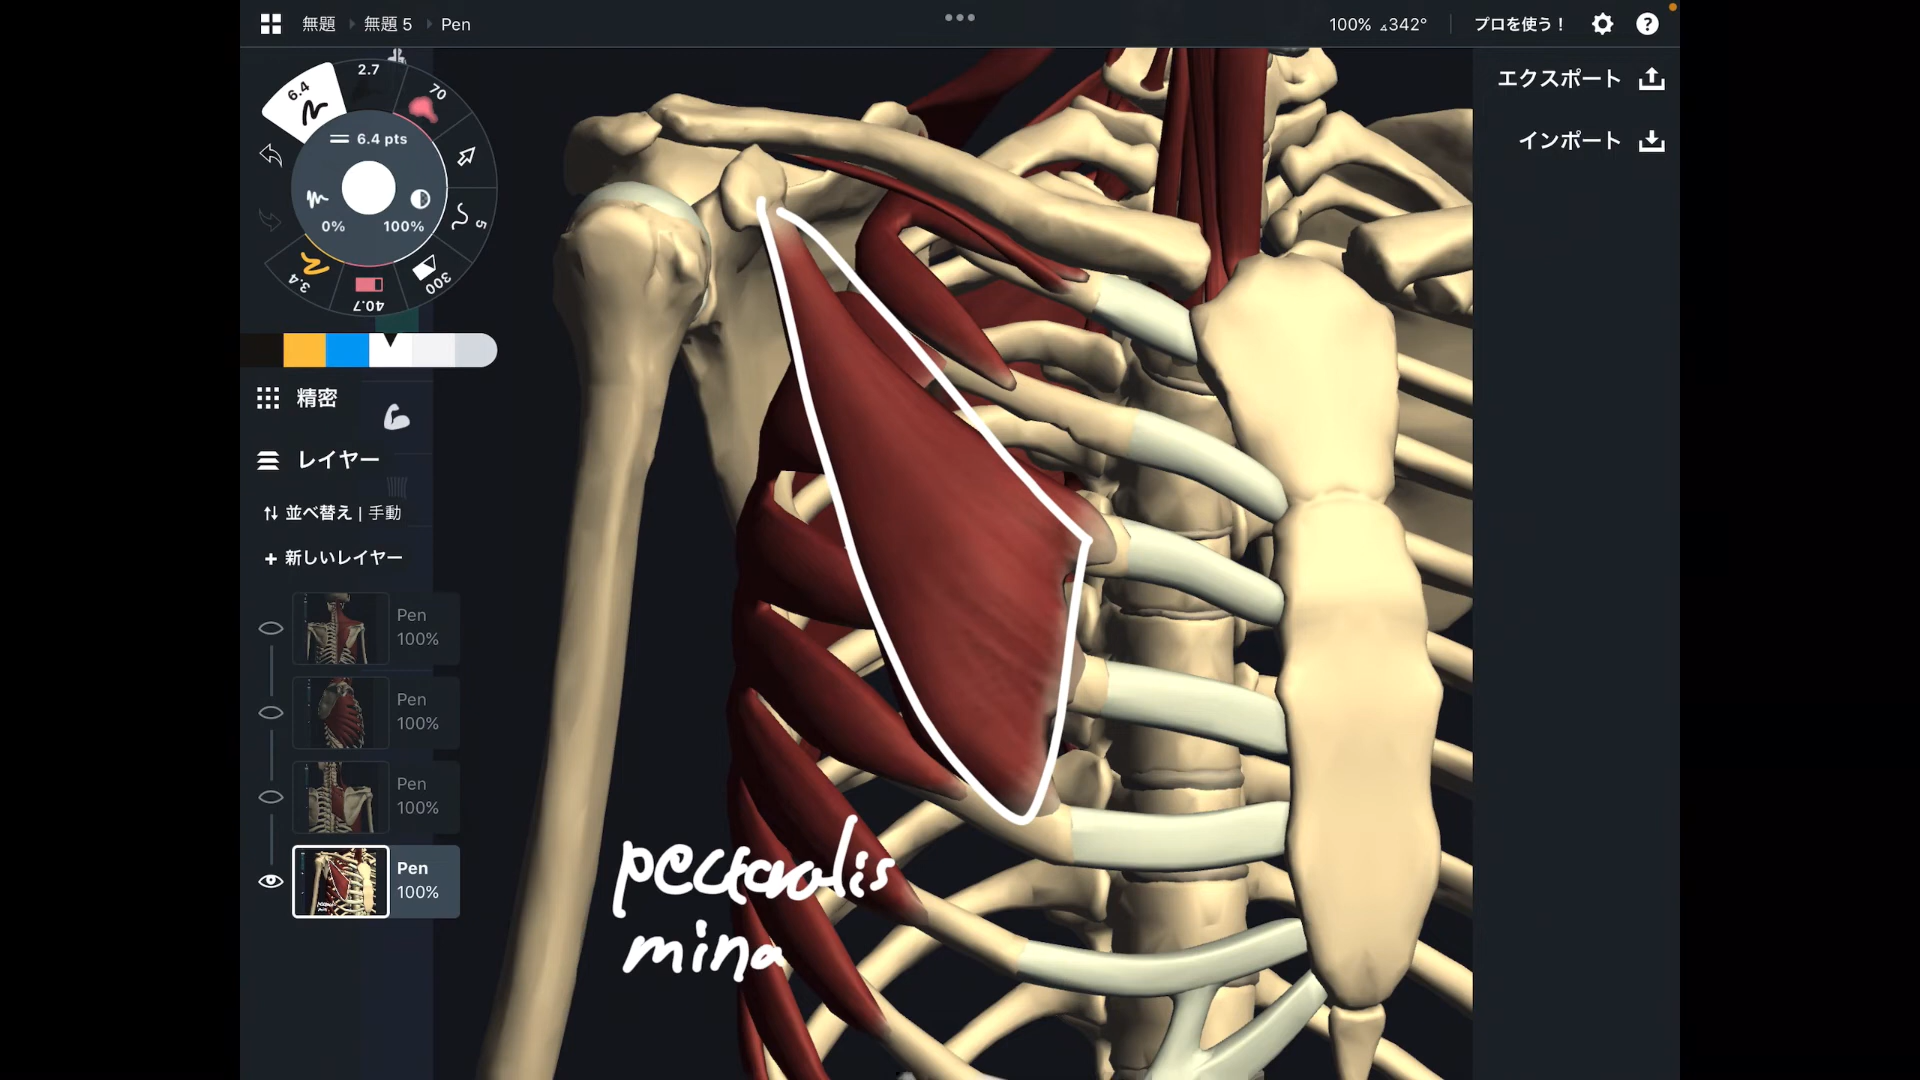 無題 無題 5 Pen
100% ⊿342° プロを使う！
エクスポート
インポート
2.7
6.4
70
6.4 pts
5
0% 100%
300
40.7
3.4
精密
レイヤー
並べ替え | 手動
+ 新しいレイヤー
Pen
100%
Pen
100%
Pen
100%
Pen
100%
pectoralis
mina